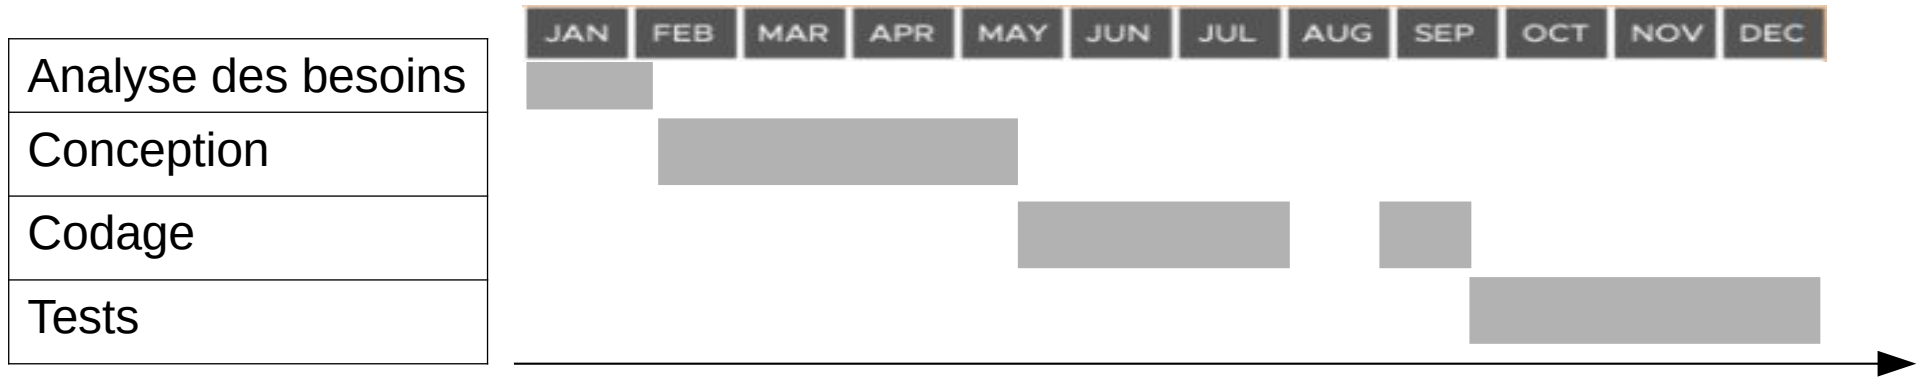 JAN FEB MAR APR MAY JUN JUL AUG SEP OCT NOV DEC
Analyse des besoins
Conception
Codage
Tests